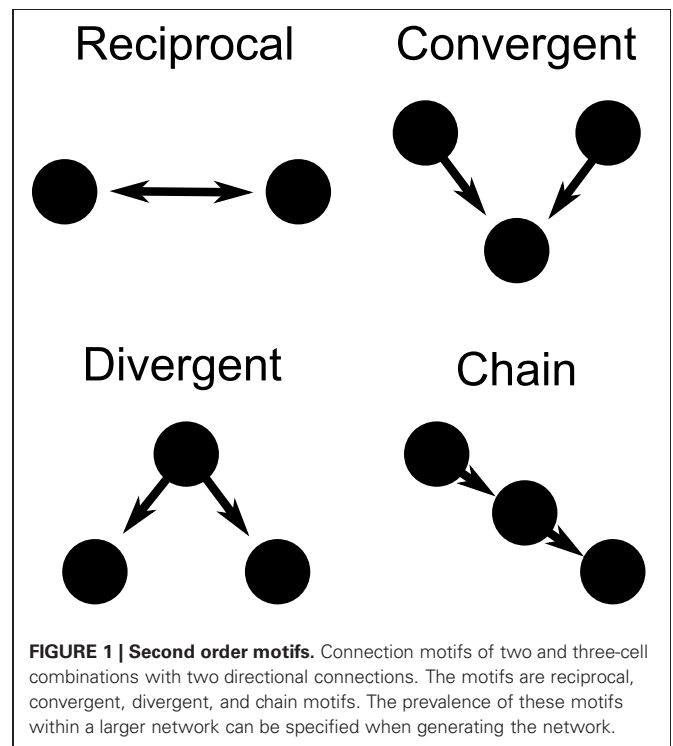 Reciprocal
Convergent
Divergent
Chain
FIGURE 1 | Second order motifs. Connection motifs of two and three-cell
combinations with two directional connections. The motifs are reciprocal,
convergent, divergent, and chain motifs. The prevalence of these motifs
within a larger network can be specified when generating the network.